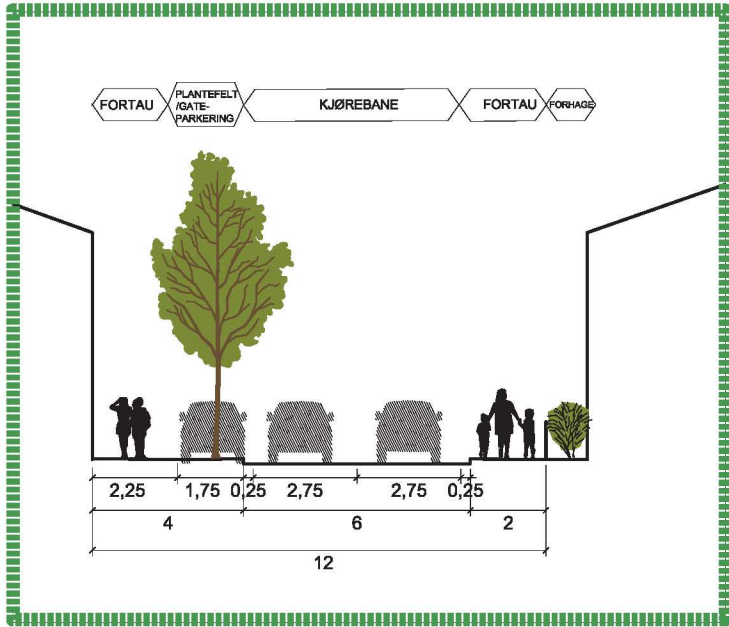 FORTAU
PLANTEFELT
/GATE-
PARKERING
KJØREBANE
FORTAU
FORHAGE
2,25 1,75 0,25 2,75 2,75 0,25
4 6 2
12